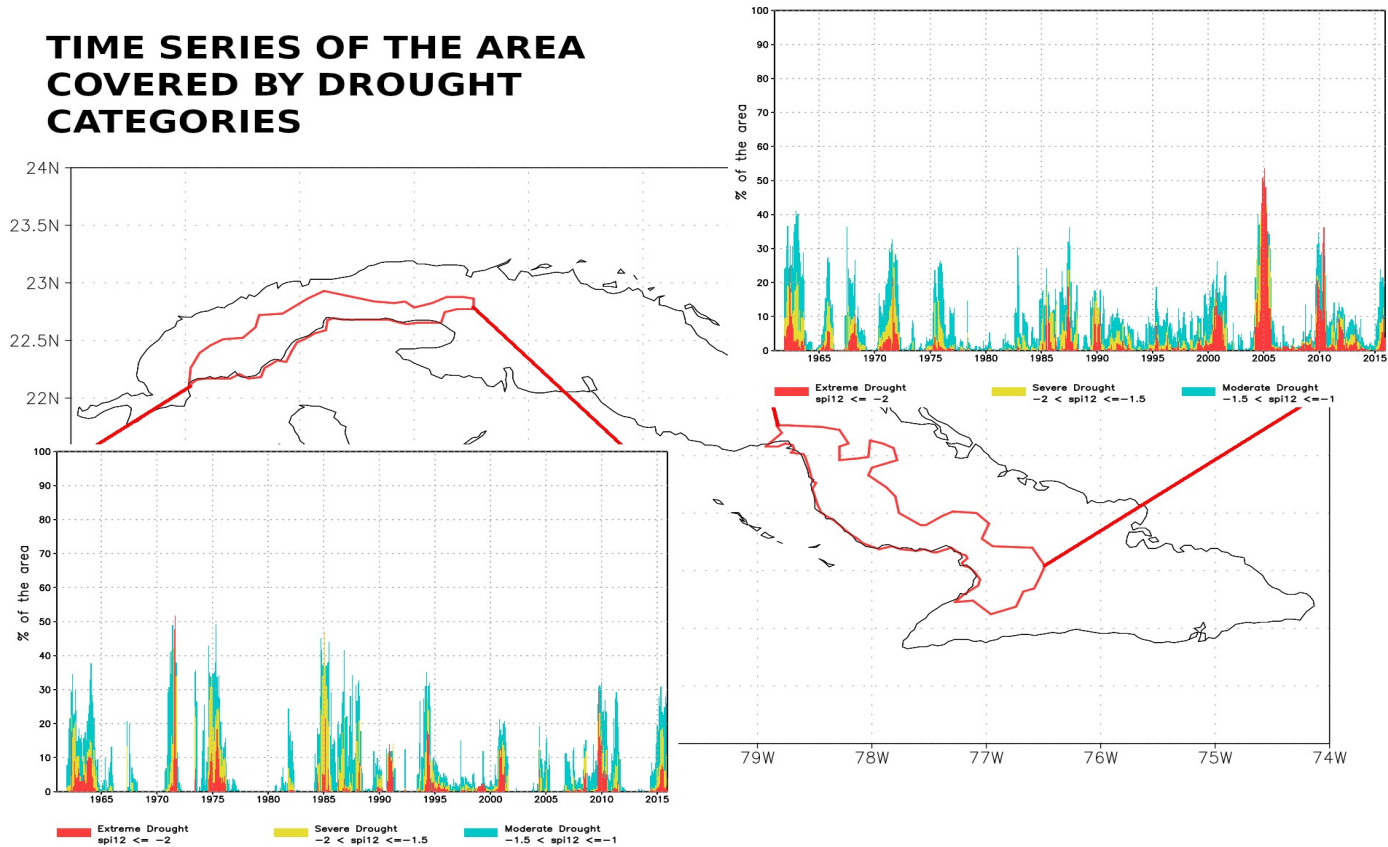 TIME SERIES OF THE AREA
COVERED BY DROUGHT
CATEGORIES
24N
23.5N
23N
22.5N
22N
% of the area
100
90
80
70
60
50
40
30
20
10
0
1965 1970 1975 1980 1985 1990 1995 2000 2005 2010 2015
Extreme Drought Severe Drought Moderate Drought
spi12 <= -2 -2 < spi12 <=-1.5 -1.5 < spi12 <=-1
% of the area
100
90
80
70
60
50
40
30
20
10
0
1965 1970 1975 1980 1985 1990 1995 2000 2005 2010 2015
Extreme Drought Severe Drought Moderate Drought
spi12 <= -2 -2 < spi12 <=-1.5 -1.5 < spi12 <=-1
79W 78W 77W 76W 75W 74W